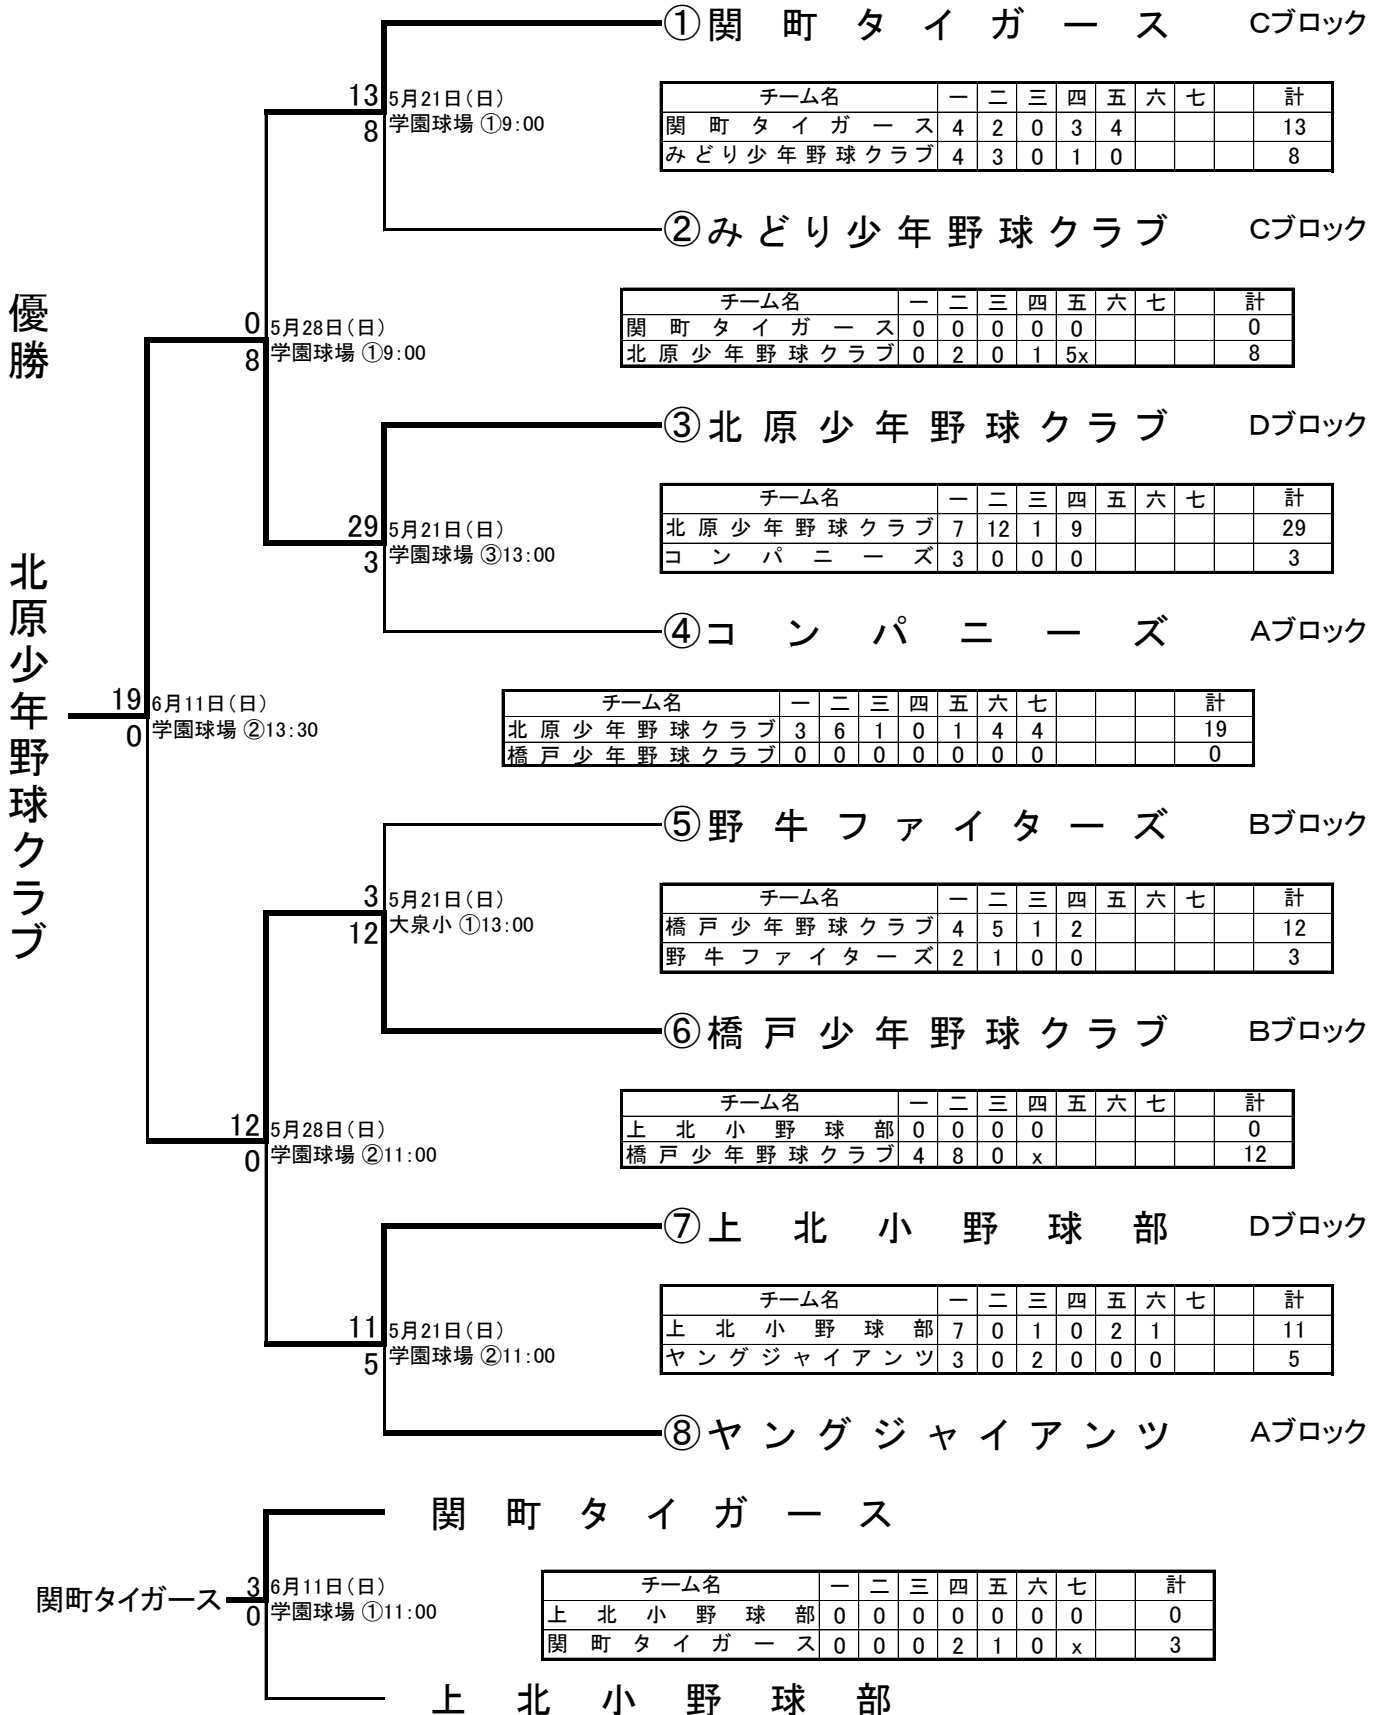 ①関町タイガース Cブロック
13 5月21日(日)
8 学園球場 ①9:00
チーム名 一 二 三 四 五 六 七 計
関町タイガース 4 2 0 3 4 13
みどり少年野球クラブ 4 3 0 1 0 8
②みどり少年野球クラブ Cブロック
優勝 北原少年野球クラブ
0 5月28日(日)
8 学園球場 ①9:00
チーム名 一 二 三 四 五 六 七 計
関町タイガース 0 0 0 0 0 0
北原少年野球クラブ 0 2 0 1 5x 8
③北原少年野球クラブ Dブロック
29 5月21日(日)
3 学園球場 ③13:00
チーム名 一 二 三 四 五 六 七 計
北原少年野球クラブ 7 12 1 9 29
コンパニーズ 3 0 0 0 3
④コンパニーズ Aブロック
19 6月11日(日)
0 学園球場 ②13:30
チーム名 一 二 三 四 五 六 七 計
北原少年野球クラブ 3 6 1 0 1 4 4 19
橋戸少年野球クラブ 0 0 0 0 0 0 0 0
⑤野牛ファイターズ Bブロック
3 5月21日(日)
12 大泉小 ①13:00
チーム名 一 二 三 四 五 六 七 計
橋戸少年野球クラブ 4 5 1 2 12
野牛ファイターズ 2 1 0 0 3
⑥橋戸少年野球クラブ Bブロック
12 5月28日(日)
0 学園球場 ②11:00
チーム名 一 二 三 四 五 六 七 計
上北小野球部 0 0 0 0 0
橋戸少年野球クラブ 4 8 0 x 12
⑦上北小野球部 Dブロック
11 5月21日(日)
5 学園球場 ②11:00
チーム名 一 二 三 四 五 六 七 計
上北小野球部 7 0 1 0 2 1 11
ヤングジャイアンツ 3 0 2 0 0 0 5
⑧ヤングジャイアンツ Aブロック
関町タイガース
関町タイガース 3 6月11日(日)
0 学園球場 ①11:00
チーム名 一 二 三 四 五 六 七 計
上北小野球部 0 0 0 0 0 0 0 0
関町タイガース 0 0 0 2 1 0 x 3
上北小野球部